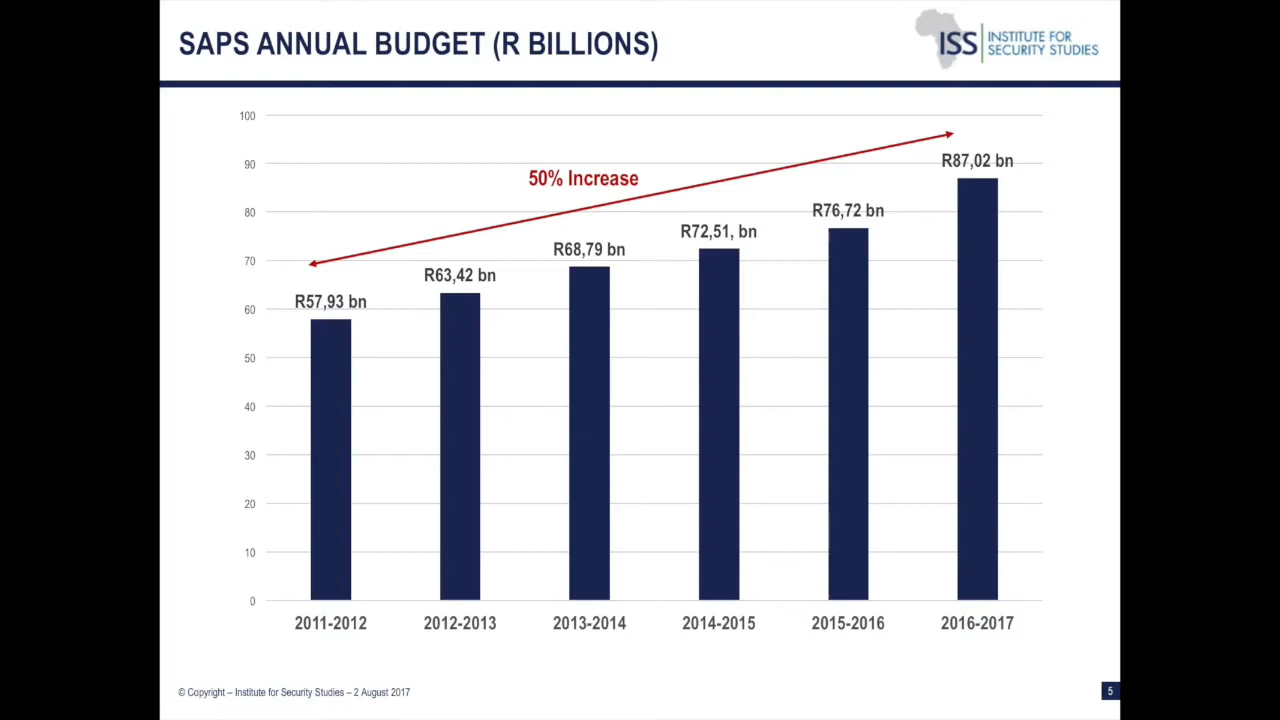 SAPS ANNUAL BUDGET (R BILLIONS)
ISS
INSTITUTE FOR
SECURITY STUDIES
100
90
80
70
60
50
40
30
20
10
0
50% Increase
R57,93 bn
R63,42 bn
R68,79 bn
R72,51, bn
R76,72 bn
R87,02 bn
2011-2012
2012-2013
2013-2014
2014-2015
2015-2016
2016-2017
© Copyright – Institute for Security Studies – 2 August 2017
5